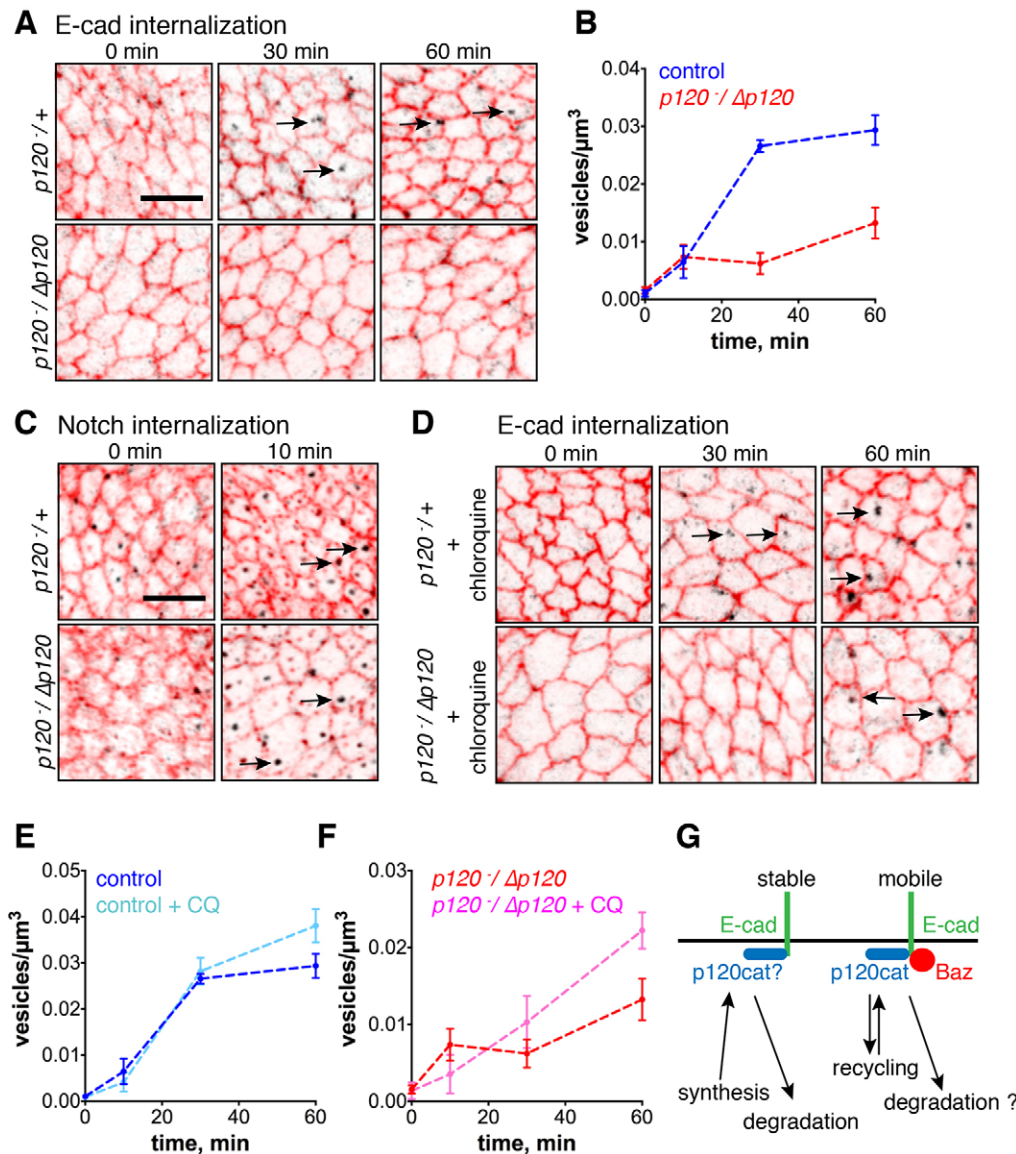 A E-cad internalization
0 min 30 min 60 min
p120 -/+
p120 -/ Δp120
B
control
p120 -/ Δp120
vesicles/μm³
0.04
0.03
0.02
0.01
0.00
0 20 40 60
time, min
C Notch internalization
0 min 10 min
p120 -/+
p120 -/ Δp120
D E-cad internalization
0 min 30 min 60 min
p120 -/+
+
chloroquine
p120 -/ Δp120
+
chloroquine
E
control
control + CQ
vesicles/μm³
0.05
0.04
0.03
0.02
0.01
0.00
0 20 40 60
time, min
F
p120 -/ Δp120
p120 -/ Δp120 + CQ
vesicles/μm³
0.03
0.02
0.01
0.00
0 20 40 60
time, min
G
stable mobile
E-cad E-cad
p120cat? p120cat Baz
recycling
synthesis
degradation ?
degradation